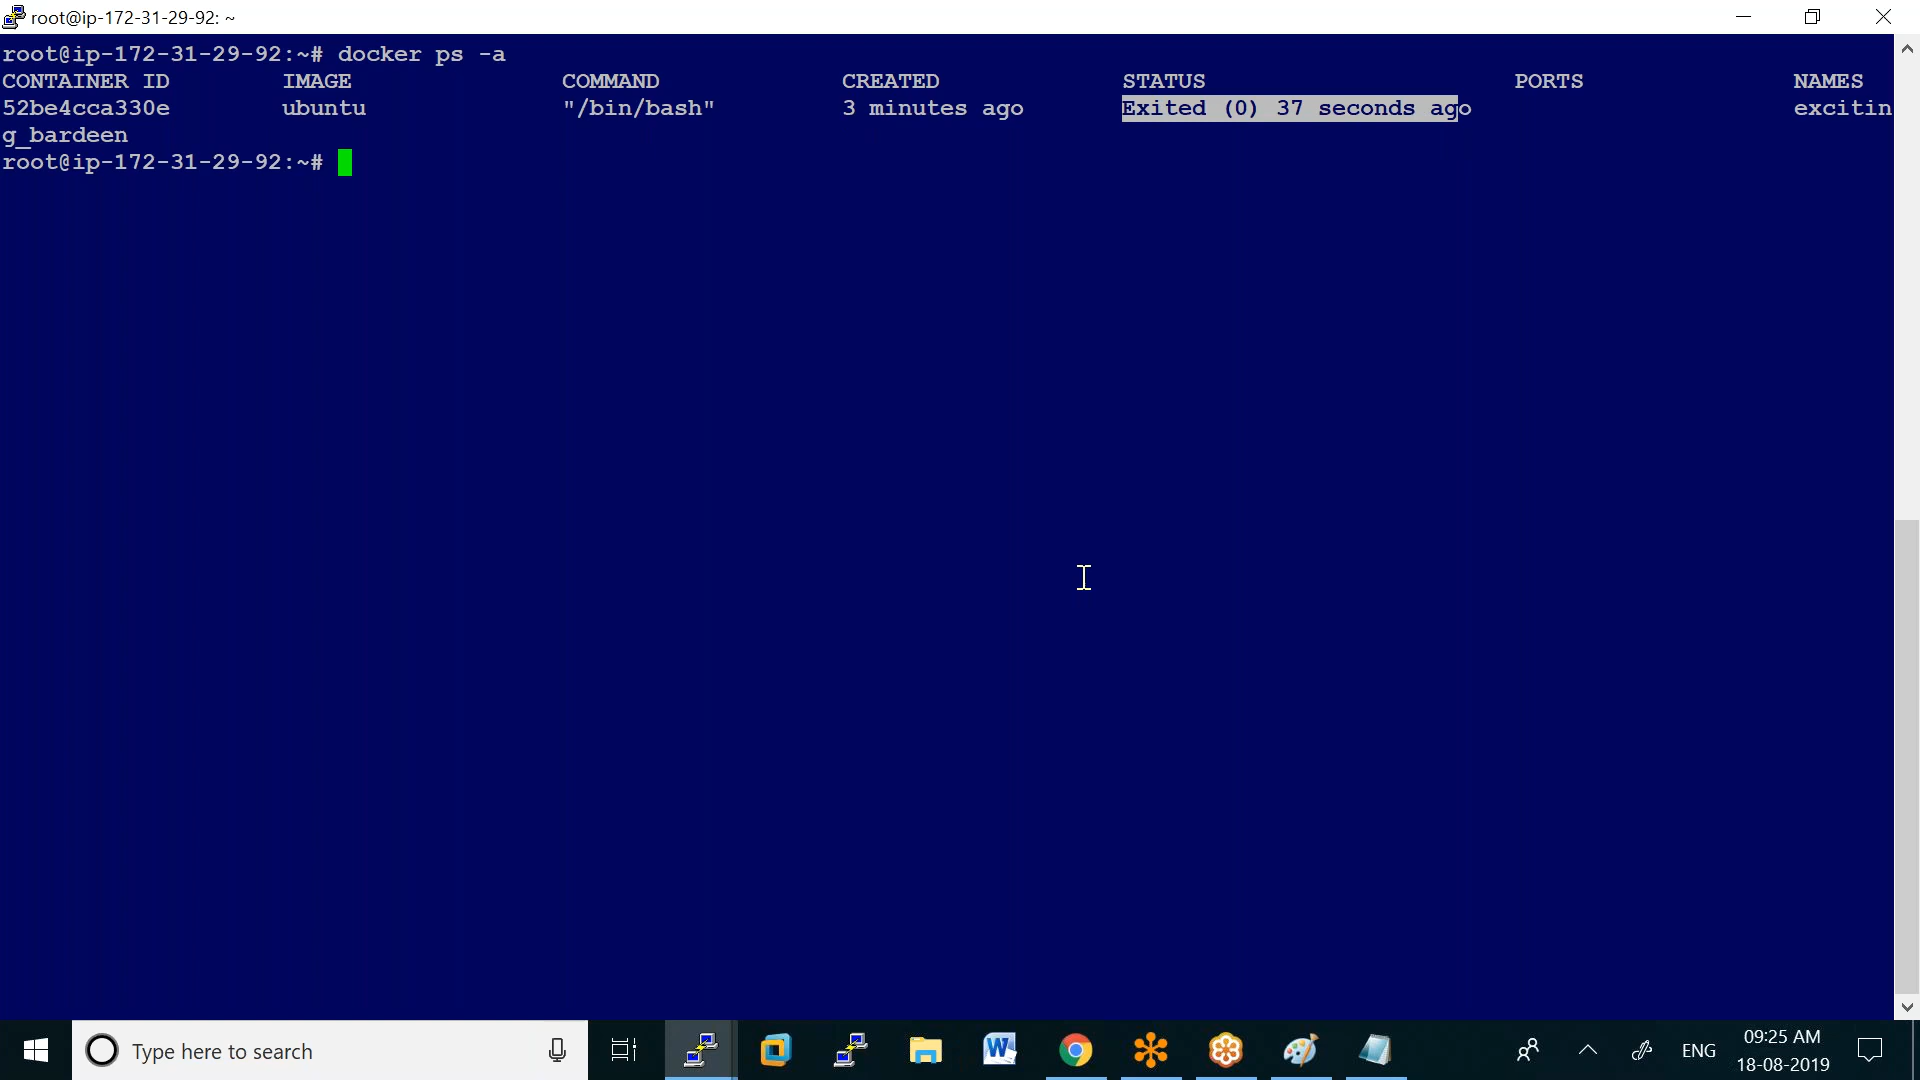 root@ip-172-31-29-92: ~
root@ip-172-31-29-92:~# docker ps -a
CONTAINER ID IMAGE COMMAND CREATED STATUS PORTS NAMES
52be4cca330e ubuntu "/bin/bash" 3 minutes ago Exited (0) 37 seconds ago excitin
g_bardeen
root@ip-172-31-29-92:~#
Type here to search
W
ENG
09:25 AM
18-08-2019